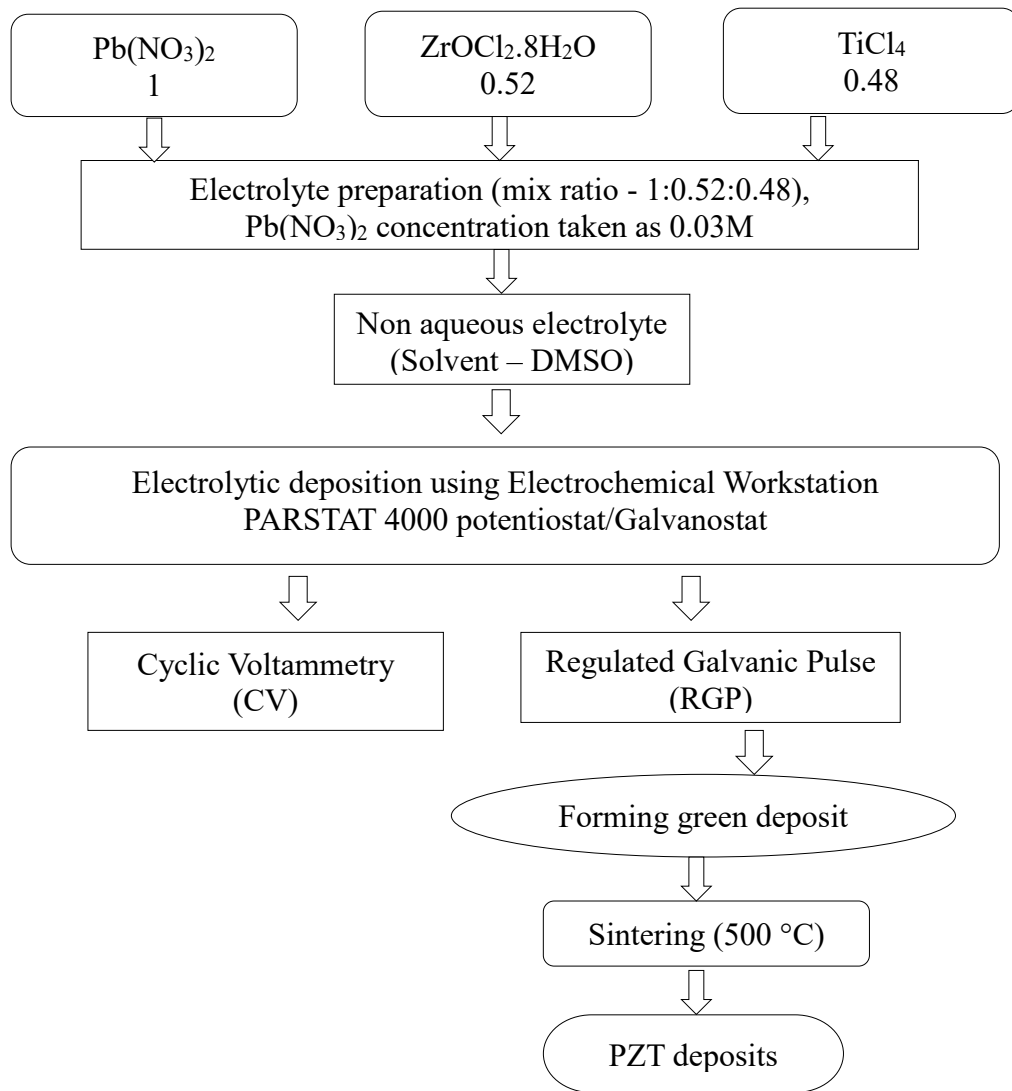 Pb(NO₃)₂
1
ZrOCl₂.8H₂O
0.52
TiCl₄
0.48
Electrolyte preparation (mix ratio - 1:0.52:0.48),
Pb(NO₃)₂ concentration taken as 0.03M
Non aqueous electrolyte
(Solvent – DMSO)
Electrolytic deposition using Electrochemical Workstation
PARSTAT 4000 potentiostat/Galvanostat
Cyclic Voltammetry
(CV)
Regulated Galvanic Pulse
(RGP)
Forming green deposit
Sintering (500 °C)
PZT deposits